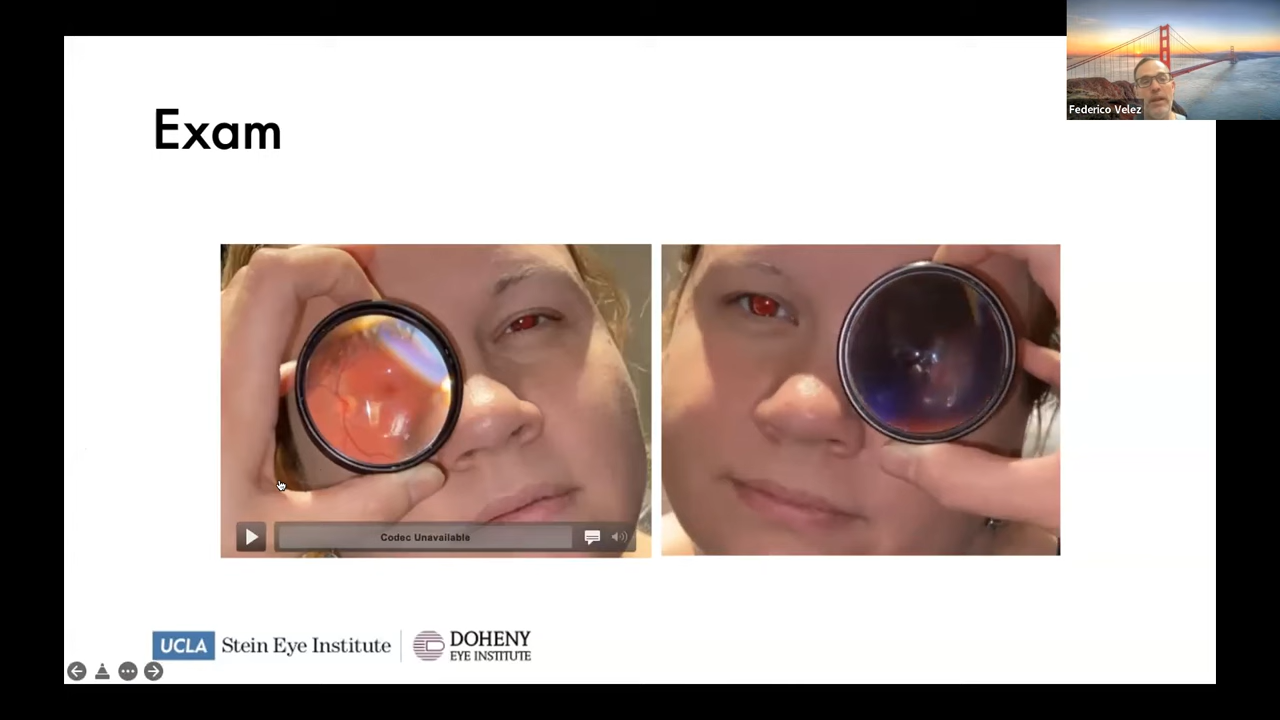 Federico Velez
Exam
Codec Unavailable
UCLA Stein Eye Institute
DOHENY
EYE INSTITUTE